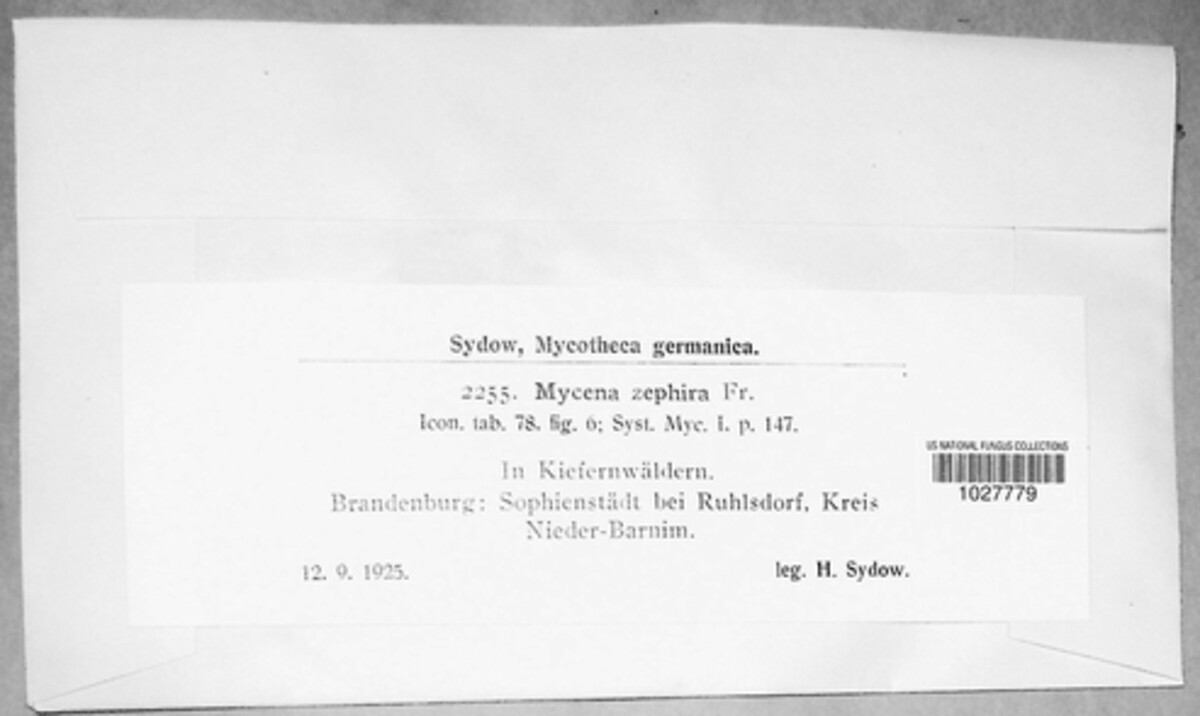 Sydow, Mycotheca germanica.
2255. Mycena zephira Fr.
Icon. tab. 78. fig. 6; Syst. Myc. I. p. 147.
In Kiefernwäldern.
Brandenburg: Sophienstädt bei Ruhlsdorf, Kreis
Nieder-Barnim.
12. 9. 1925. leg. H. Sydow.
US NATIONAL FUNGUS COLLECTIONS
1027779